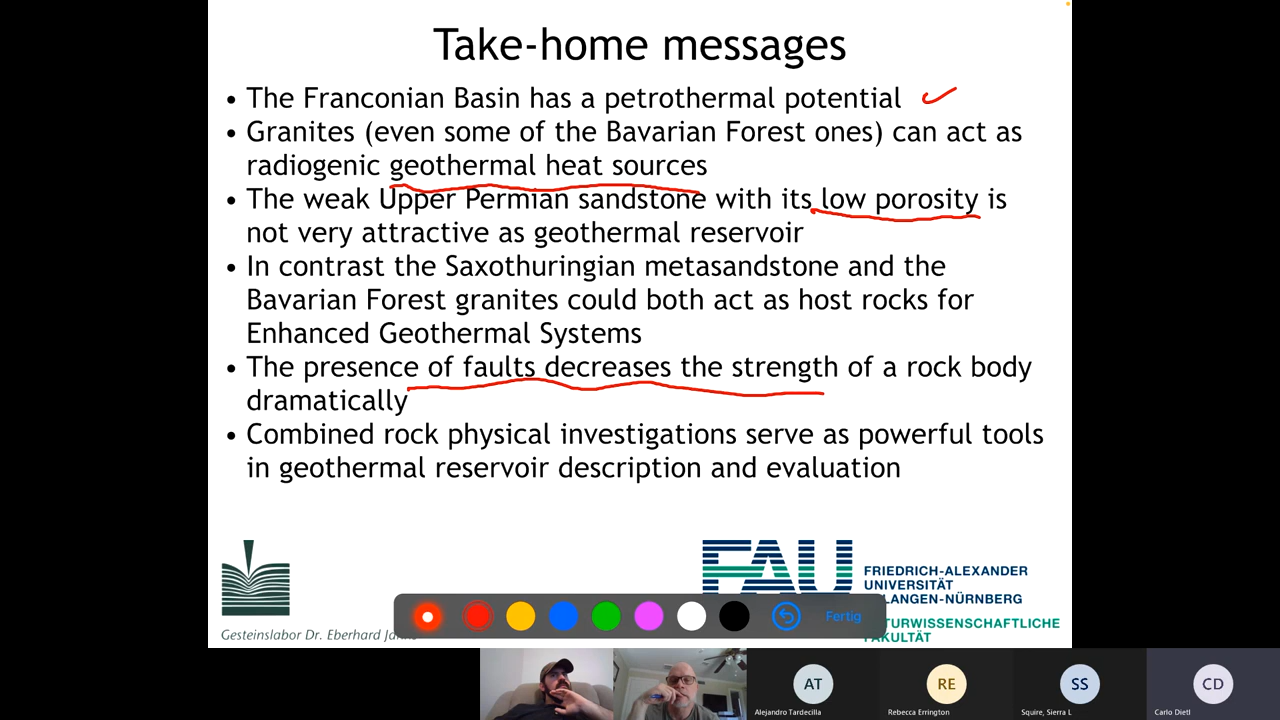 Take-home messages
• The Franconian Basin has a petrothermal potential
• Granites (even some of the Bavarian Forest ones) can act as
radiogenic geothermal heat sources
• The weak Upper Permian sandstone with its low porosity is
not very attractive as geothermal reservoir
• In contrast the Saxothuringian metasandstone and the
Bavarian Forest granites could both act as host rocks for
Enhanced Geothermal Systems
• The presence of faults decreases the strength of a rock body
dramatically
• Combined rock physical investigations serve as powerful tools
in geothermal reservoir description and evaluation
FAU
FRIEDRICH-ALEXANDER
UNIVERSITÄT
LANGEN-NÜRNBERG
TURWISSENSCHAFTLICHE
FAKULTÄT
Gesteinslabor Dr. Eberhard
Fertig
AT
RE
SS
CD
Alejandro Tardecilla
Rebecca Errington
Squire, Sierra L
Carlo Dietl